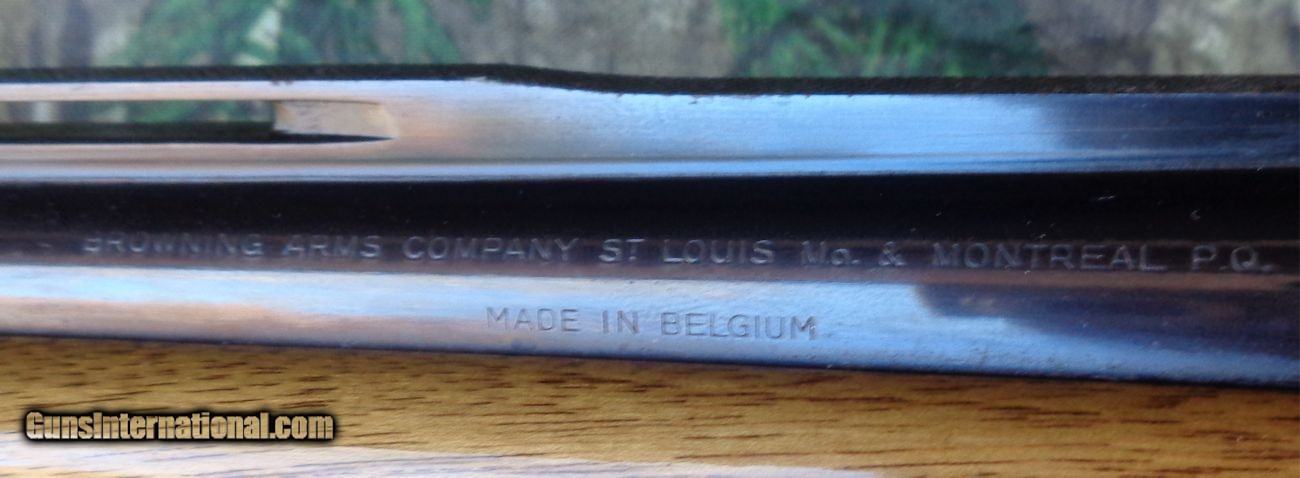 BROWNING ARMS COMPANY ST LOUIS Mo. & MONTREAL P.Q.
MADE IN BELGIUM
GunsInternational.com